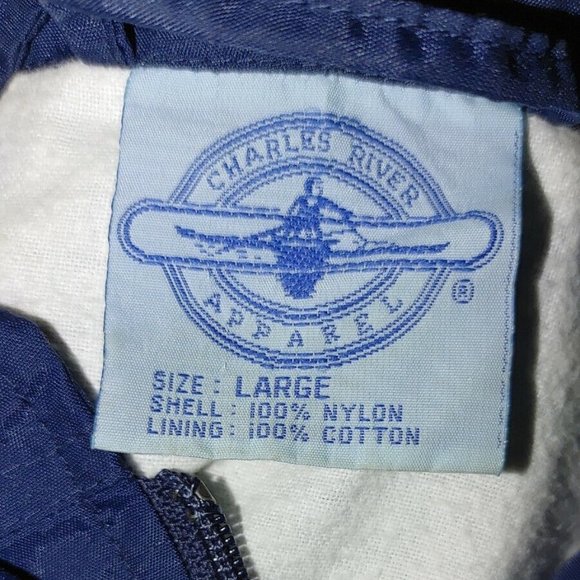 CHARLES RIVER
APPAREL
®
SIZE: LARGE
SHELL: 100% NYLON
LINING: 100% COTTON